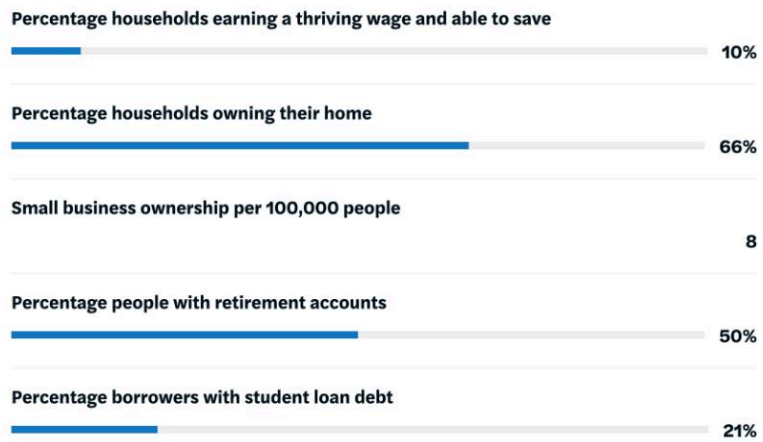 Percentage households earning a thriving wage and able to save
10%
Percentage households owning their home
66%
Small business ownership per 100,000 people
8
Percentage people with retirement accounts
50%
Percentage borrowers with student loan debt
21%